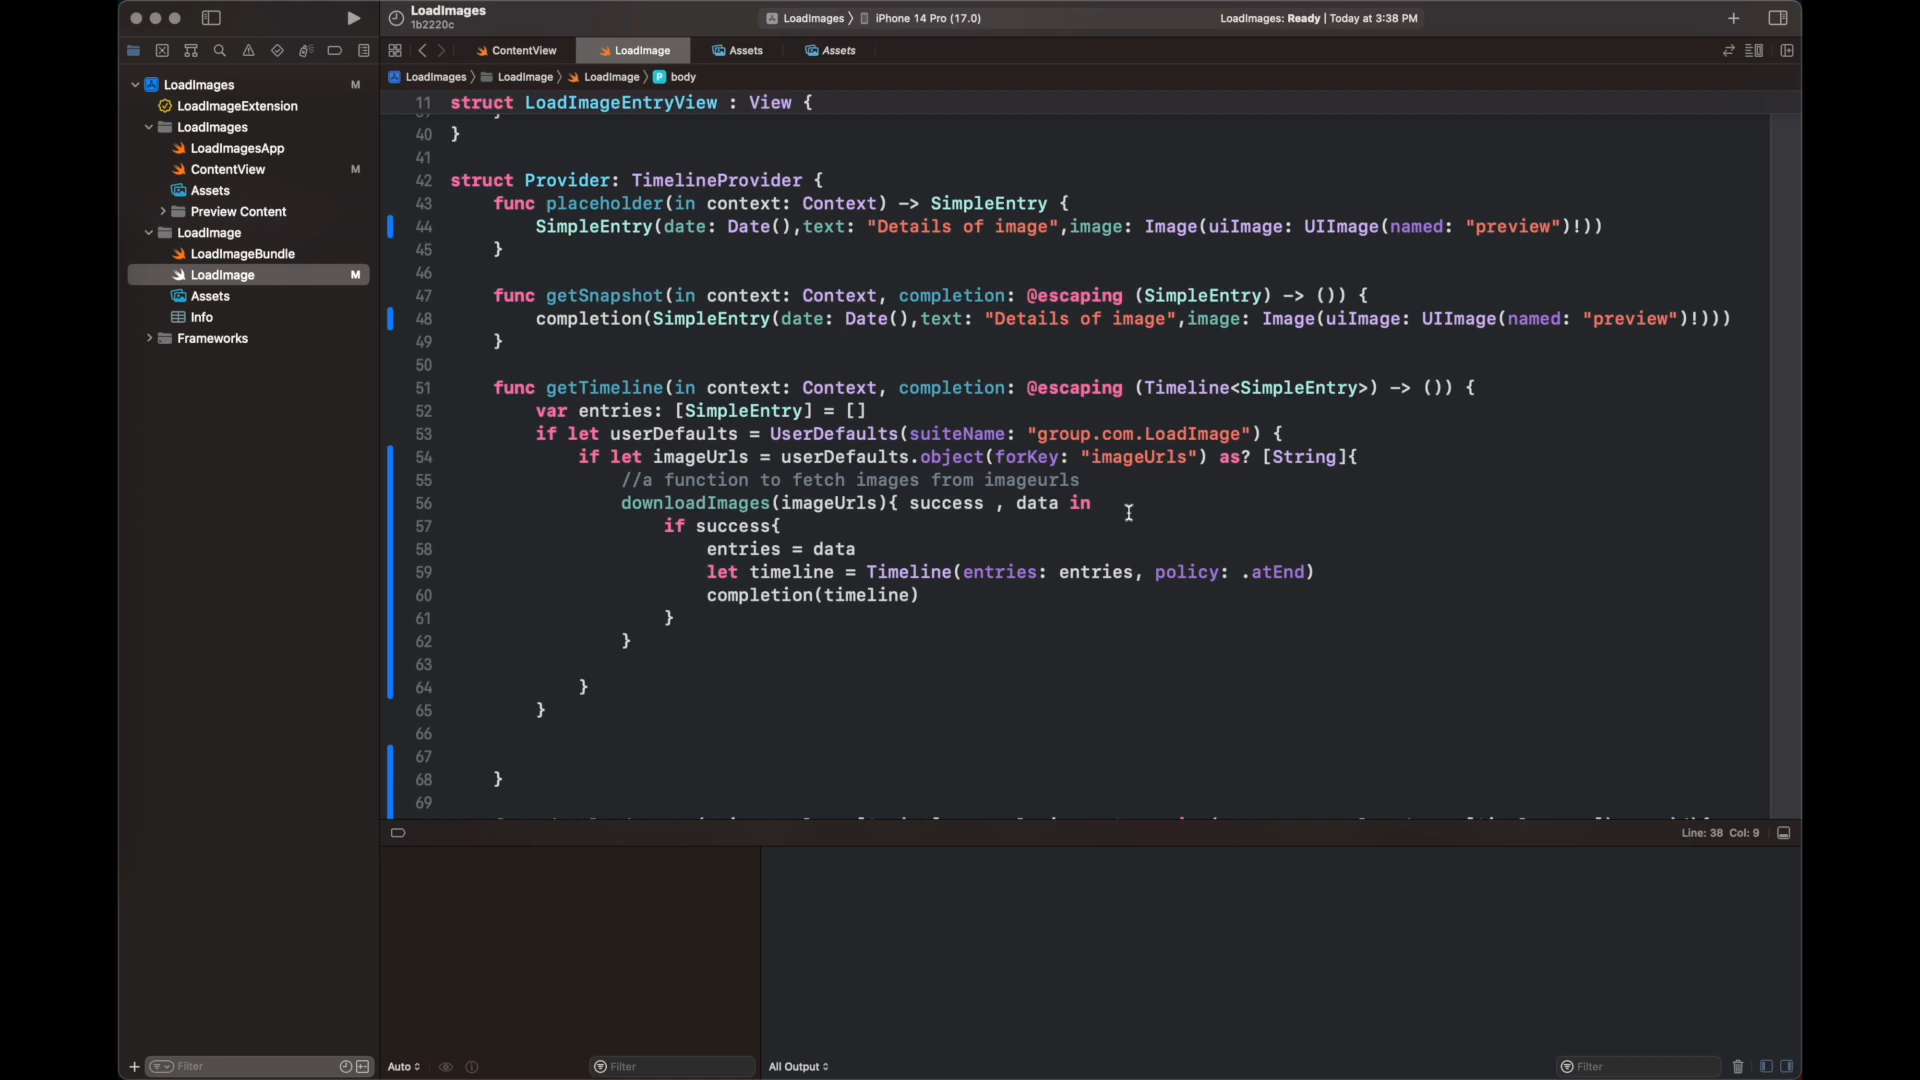 LoadImages
1b2220c
LoadImages 〉 iPhone 14 Pro (17.0)
LoadImages: Ready | Today at 3:38 PM
ContentView
LoadImage
Assets
Assets
LoadImages 〉 LoadImage 〉 LoadImage 〉 P body
LoadImages M
LoadImageExtension
LoadImages
LoadImagesApp
ContentView M
Assets
Preview Content
LoadImage
LoadImageBundle
LoadImage M
Assets
Info
Frameworks
11 struct LoadImageEntryView : View {
40 }
41
42 struct Provider: TimelineProvider {
43 func placeholder(in context: Context) -> SimpleEntry {
44 SimpleEntry(date: Date(),text: "Details of image",image: Image(uiImage: UIImage(named: "preview")!))
45 }
46
47 func getSnapshot(in context: Context, completion: @escaping (SimpleEntry) -> ()) {
48 completion(SimpleEntry(date: Date(),text: "Details of image",image: Image(uiImage: UIImage(named: "preview")!)))
49 }
50
51 func getTimeline(in context: Context, completion: @escaping (Timeline<SimpleEntry>) -> ()) {
52 var entries: [SimpleEntry] = []
53 if let userDefaults = UserDefaults(suiteName: "group.com.LoadImage") {
54 if let imageUrls = userDefaults.object(forKey: "imageUrls") as? [String]{
55 //a function to fetch images from imageurls
56 downloadImages(imageUrls){ success , data in
57 if success{
58 entries = data
59 let timeline = Timeline(entries: entries, policy: .atEnd)
60 completion(timeline)
61 }
62 }
63
64 }
65 }
66
67
68 }
69
Line: 38 Col: 9
Filter
Auto
Filter
All Output
Filter